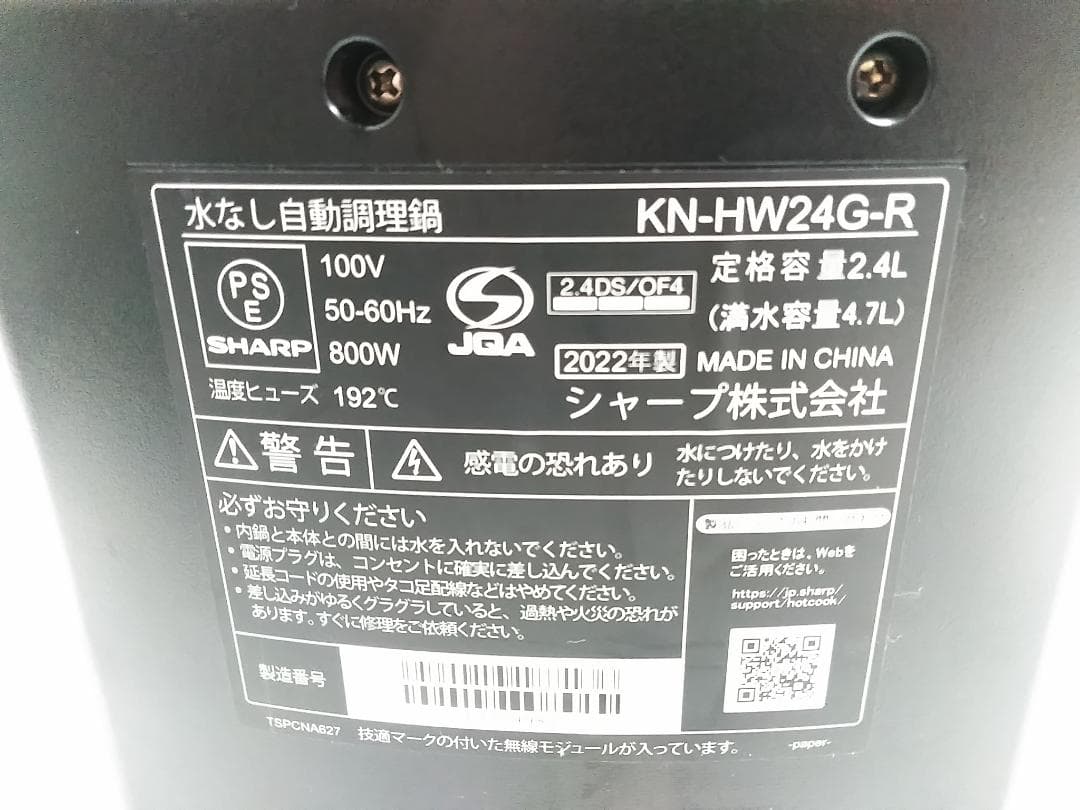 水なし自動調理鍋 KN-HW24G-R
PSE
SHARP
100V
50-60Hz
800W
温度ヒューズ 192℃
JQA
2.4DS/OF4
定格容量2.4L
(満水容量4.7L)
2022年製 MADE IN CHINA
シャープ株式会社
警告
感電の恐れあり
水につけたり、水をかけ
たりしないでください。
必ずお守りください
・内鍋と本体との間には水を入れないでください。
・電源プラグは、コンセントに確実に差し込んでください。
・延長コードの使用やタコ足配線などはやめてください。
・差し込みがゆるくグラグラしていると、過熱や火災の恐れが
あります。すぐに修理をご依頼ください。
困ったときは、Webを
ご活用ください。
https://jp.sharp/
support/hotcook/
製造番号
TSPCNA627
技適マークの付いた無線モジュールが入っています。
-paper-